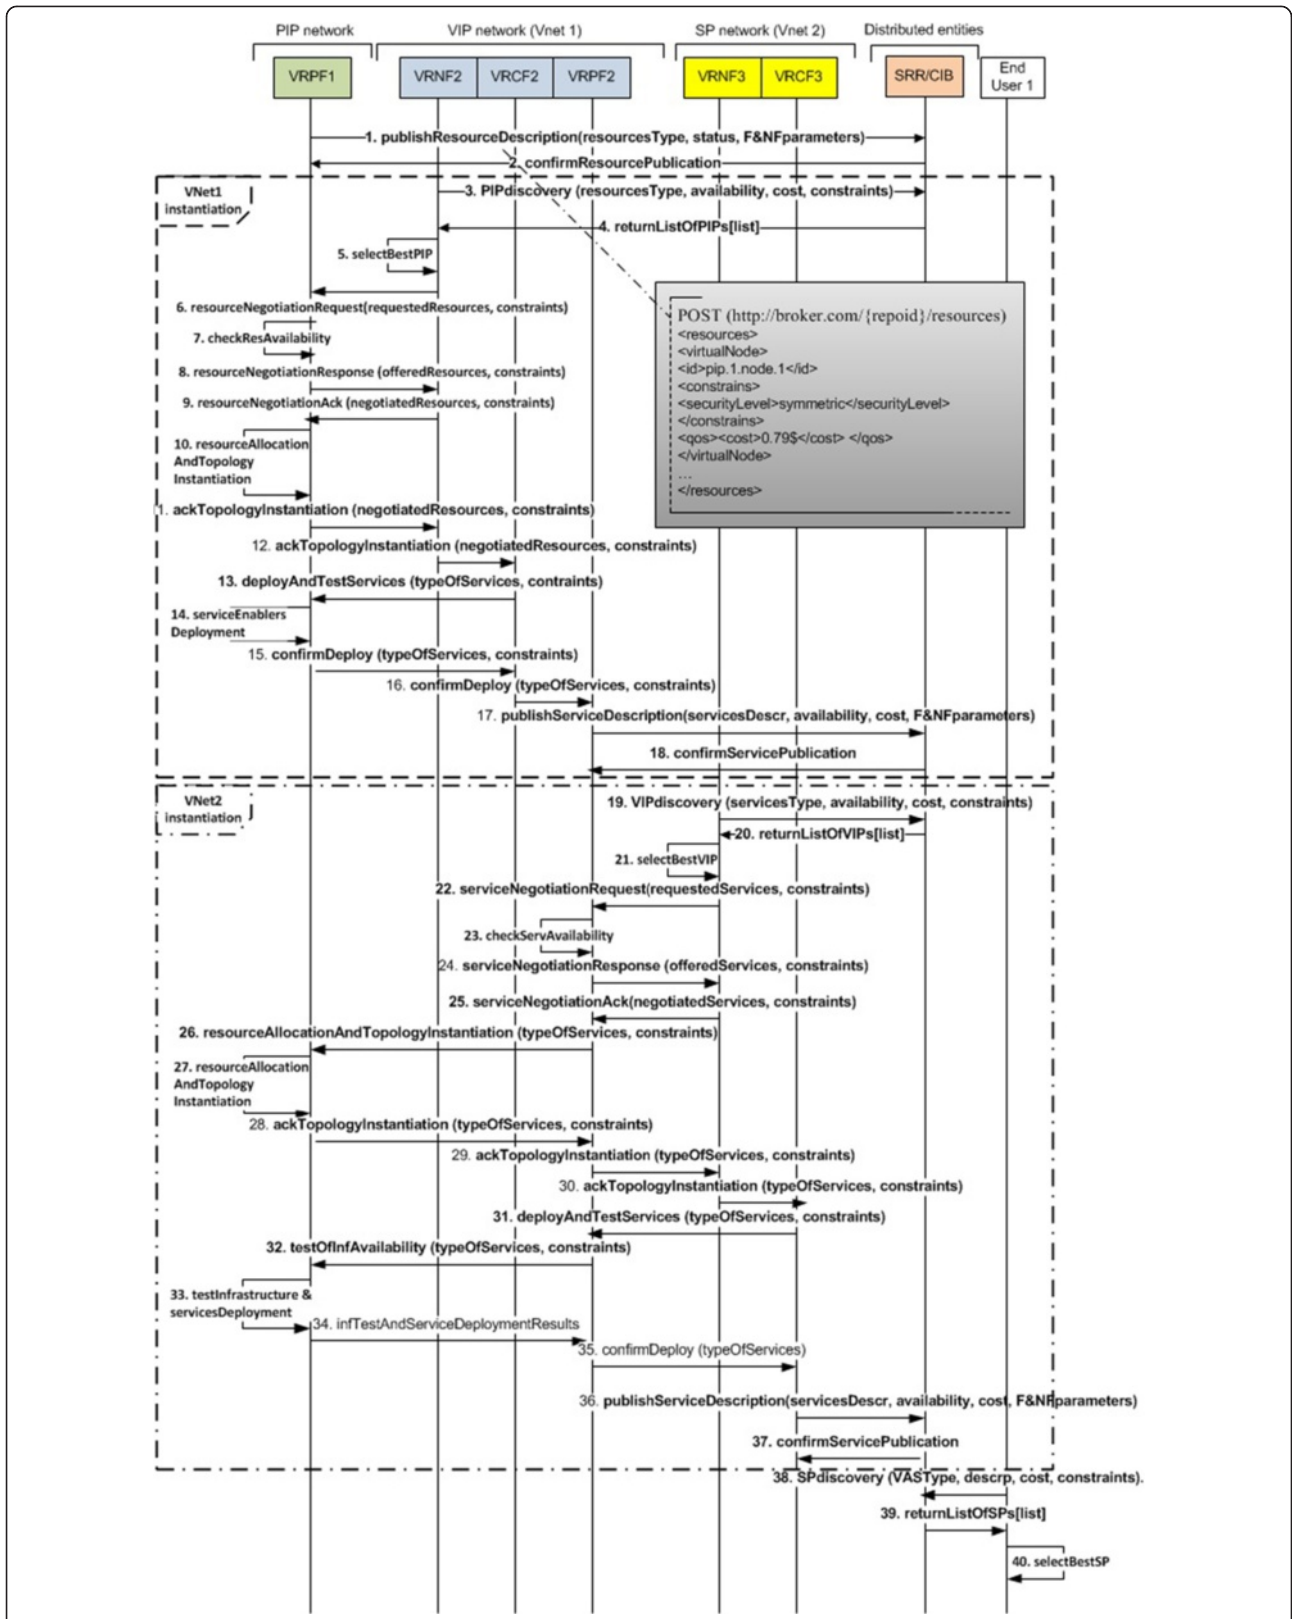 PIP network
VIP network (Vnet 1)
SP network (Vnet 2)
Distributed entities
VRPF1
VRNF2
VRCF2
VRPF2
VRNF3
VRCF3
SRR/CIB
End
User 1
1. publishResourceDescription(resourcesType, status, F&NFparameters)
2. confirmResourcePublication
VNet1
instantiation
3. PIPdiscovery (resourcesType, availability, cost, constraints)
4. returnListOfPIPs[list]
5. selectBestPIP
6. resourceNegotiationRequest(requestedResources, constraints)
7. checkResAvailability
8. resourceNegotiationResponse (offeredResources, constraints)
9. resourceNegotiationAck (negotiatedResources, constraints)
10. resourceAllocation
AndTopology
Instantiation
POST (http://broker.com/{repoid}/resources)
<resources>
<virtualNode>
<id>pip.1.node.1</id>
<constrains>
<securityLevel>symmetric</securityLevel>
</constrains>
<qos><cost>0.79$</cost> </qos>
</virtualNode>
...
</resources>
1. ackTopologyInstantiation (negotiatedResources, constraints)
12. ackTopologyInstantiation (negotiatedResources, constraints)
13. deployAndTestServices (typeOfServices, contraints)
14. serviceEnablers
Deployment
15. confirmDeploy (typeOfServices, constraints)
16. confirmDeploy (typeOfServices, constraints)
17. publishServiceDescription(servicesDescr, availability, cost, F&NFparameters)
18. confirmServicePublication
VNet2
instantiation
19. VIPdiscovery (servicesType, availability, cost, constraints)
20. returnListOfVIPs[list]
21. selectBestVIP
22. serviceNegotiationRequest(requestedServices, constraints)
23. checkServAvailability
24. serviceNegotiationResponse (offeredServices, constraints)
25. serviceNegotiationAck(negotiatedServices, constraints)
26. resourceAllocationAndTopologyInstantiation (typeOfServices, constraints)
27. resourceAllocation
AndTopology
Instantiation
28. ackTopologyInstantiation (typeOfServices, constraints)
29. ackTopologyInstantiation (typeOfServices, constraints)
30. ackTopologyInstantiation (typeOfServices, constraints)
31. deployAndTestServices (typeOfServices, constraints)
32. testOfInfAvailability (typeOfServices, constraints)
33. testInfrastructure &
servicesDeployment
34. infTestAndServiceDeploymentResults
35. confirmDeploy (typeOfServices)
36. publishServiceDescription(servicesDescr, availability, cost, F&NFparameters)
37. confirmServicePublication
38. SPdiscovery (VASType, descrp, cost, constraints).
39. returnListOfSPs[list]
40. selectBestSP